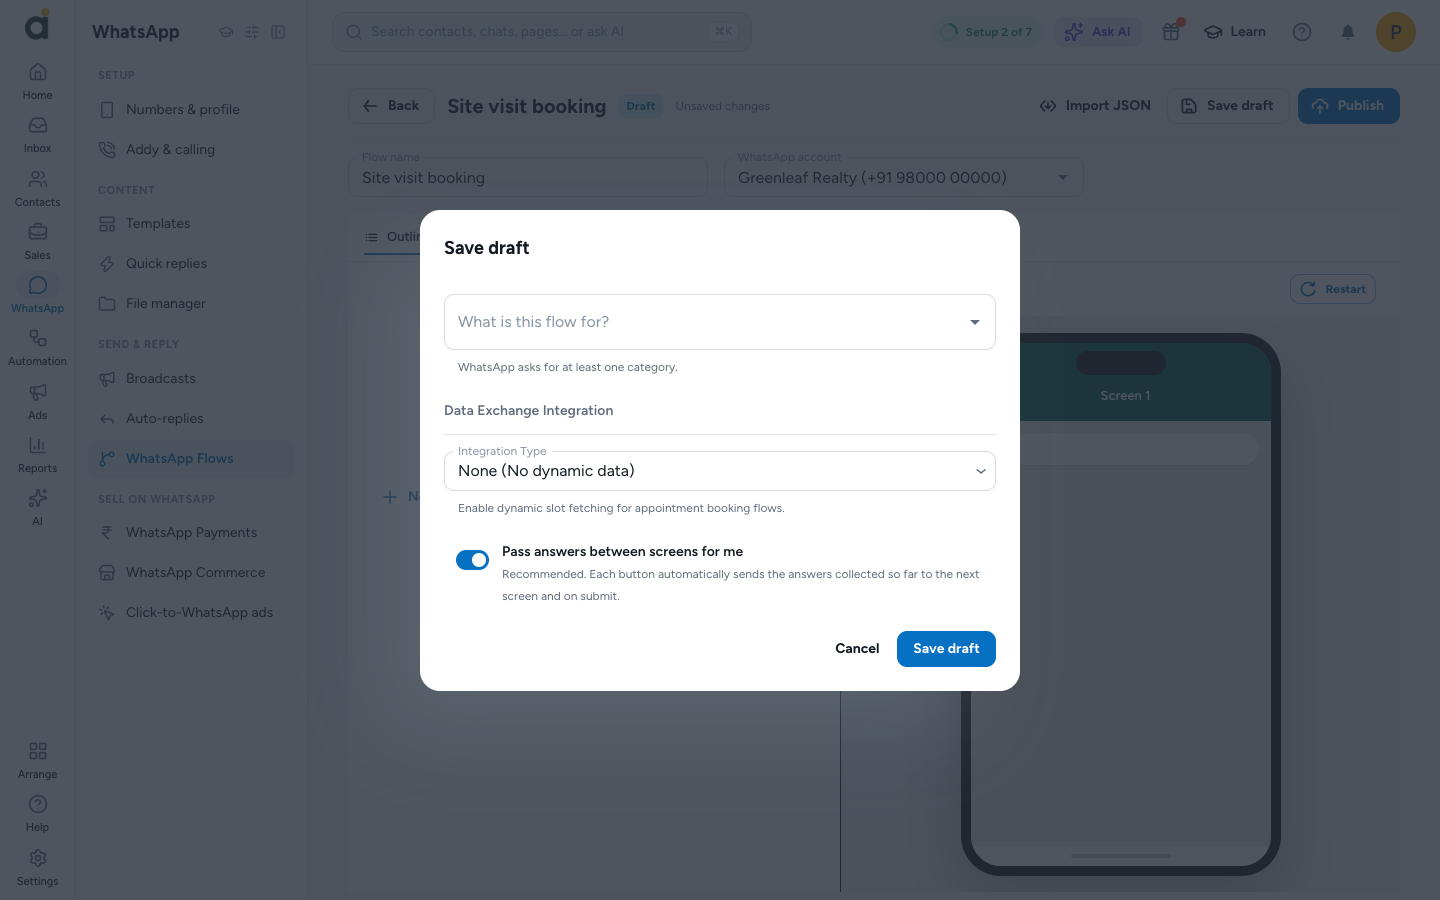 WhatsApp
Search contacts, chats, pages... or ask AI
⌘K
Setup 2 of 7
Ask AI
Learn
P
Home
Inbox
Contacts
Sales
WhatsApp
Automation
Ads
Reports
AI
Arrange
Help
Settings
SETUP
Numbers & profile
Addy & calling
CONTENT
Templates
Quick replies
File manager
SEND & REPLY
Broadcasts
Auto-replies
WhatsApp Flows
SELL ON WHATSAPP
WhatsApp Payments
WhatsApp Commerce
Click-to-WhatsApp ads
Back
Site visit booking
Draft
Unsaved changes
Import JSON
Save draft
Publish
Flow name
Site visit booking
WhatsApp account
Greenleaf Realty (+91 98000 00000)
Restart
Screen 1
Save draft
What is this flow for?
WhatsApp asks for at least one category.
Data Exchange Integration
Integration Type
None (No dynamic data)
Enable dynamic slot fetching for appointment booking flows.
Pass answers between screens for me
Recommended. Each button automatically sends the answers collected so far to the next
screen and on submit.
Cancel
Save draft